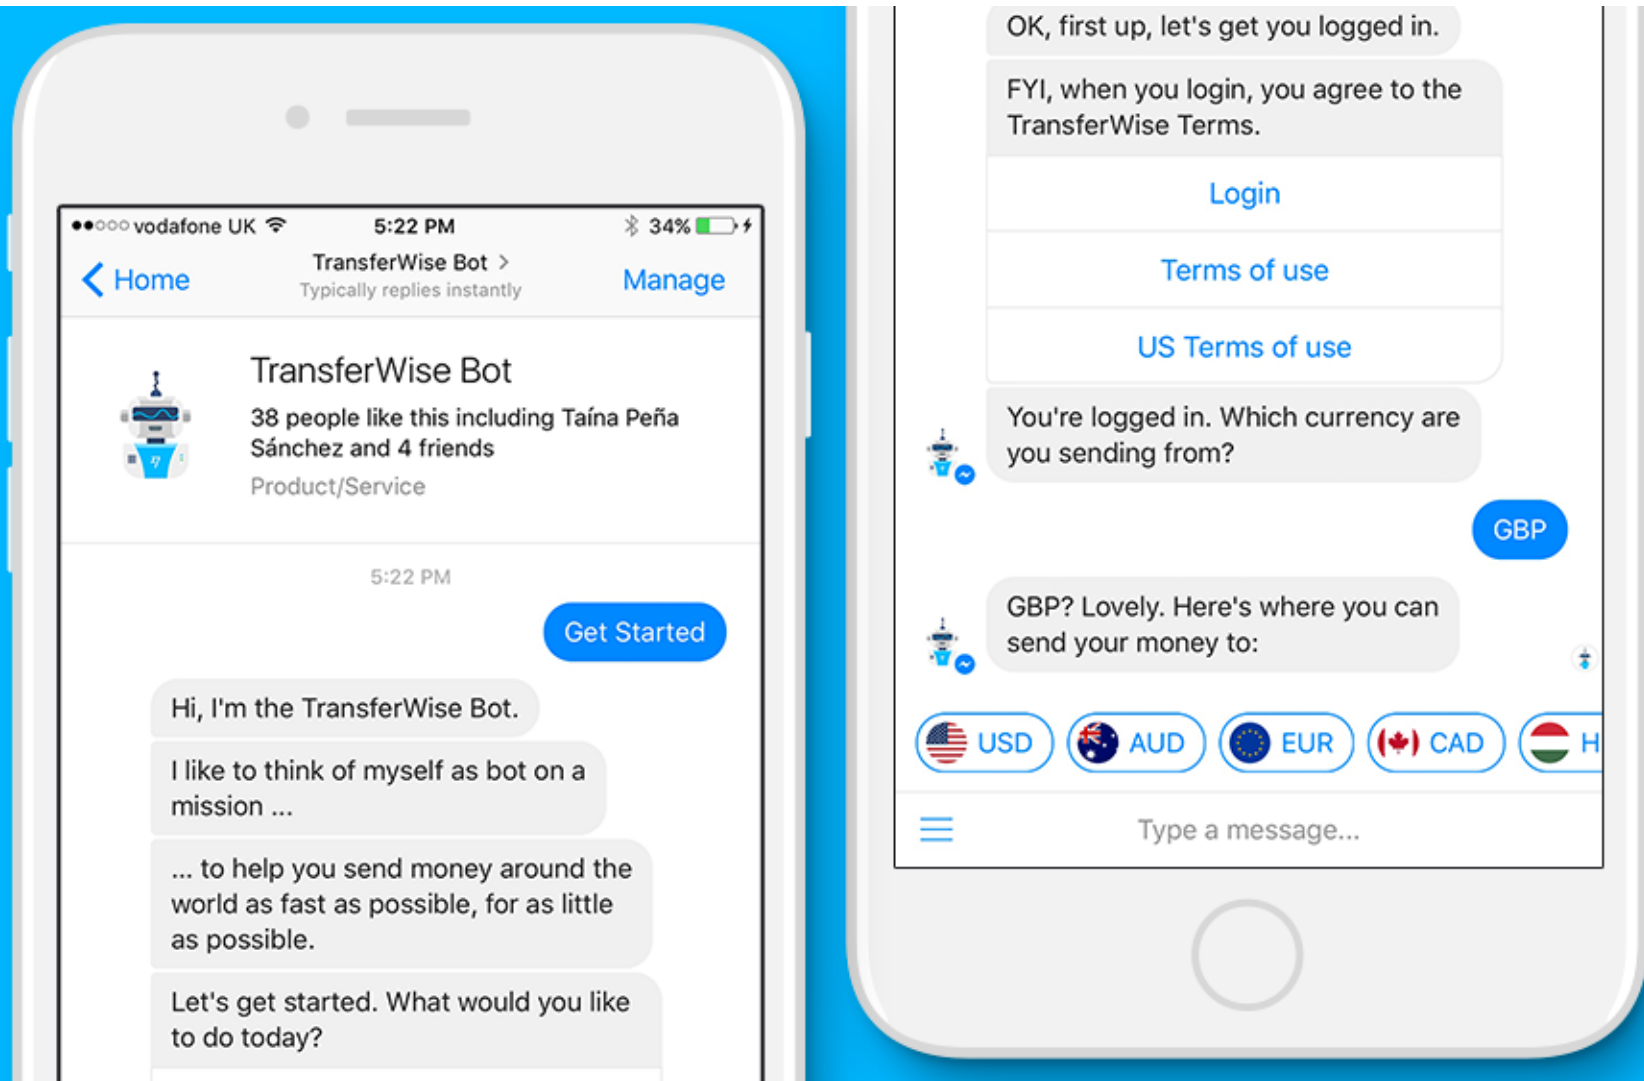 vodafone UK
5:22 PM
34%
Home
TransferWise Bot
Typically replies instantly
Manage
TransferWise Bot
38 people like this including Taína Peña
Sánchez and 4 friends
Product/Service
5:22 PM
Get Started
Hi, I'm the TransferWise Bot.
I like to think of myself as bot on a
mission ...
... to help you send money around the
world as fast as possible, for as little
as possible.
Let's get started. What would you like
to do today?
OK, first up, let's get you logged in.
FYI, when you login, you agree to the
TransferWise Terms.
Login
Terms of use
US Terms of use
You're logged in. Which currency are
you sending from?
GBP
GBP? Lovely. Here's where you can
send your money to:
USD
AUD
EUR
CAD
H
Type a message...